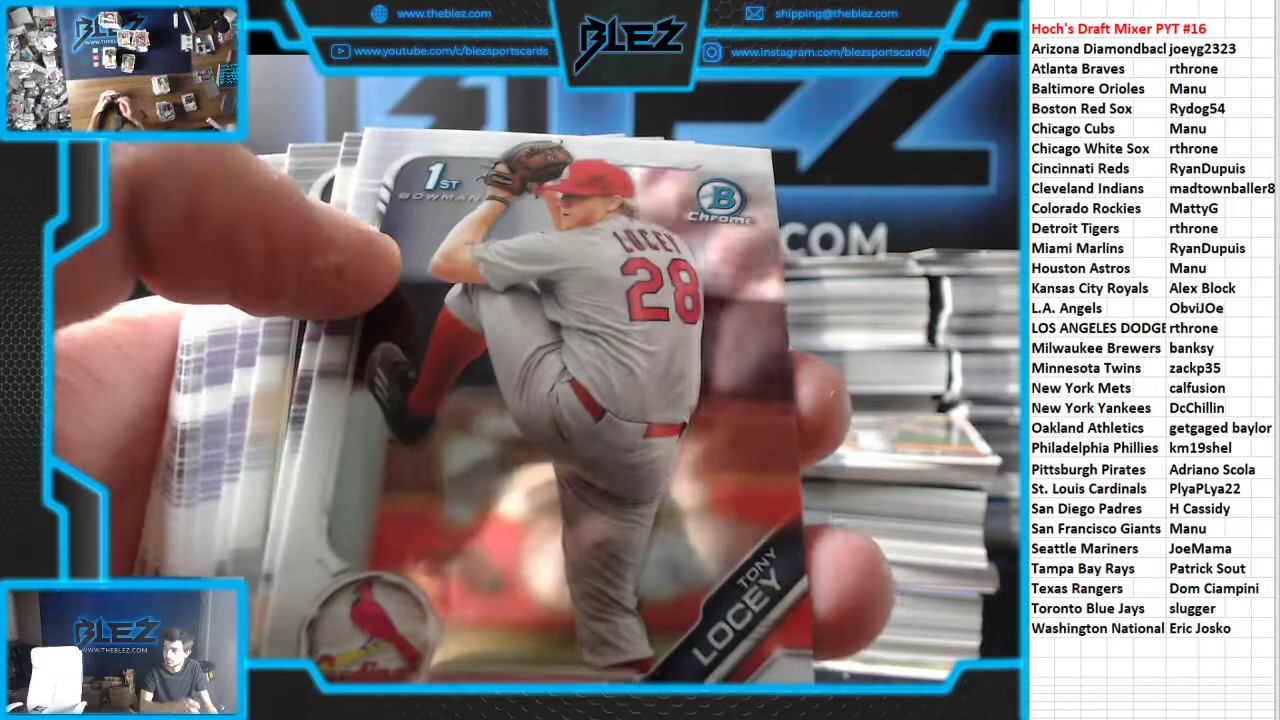 www.theblez.com
www.youtube.com/c/blezsportscards
BLEZ
shipping@theblez.com
www.instagram.com/blezsportscards/
1ST
BOWMAN
B
Chrome
LOCEY
28
.COM
TONY
LOCEY
Cardinals
BLEZ
WWW.THEBLEZ.COM
Hoch's Draft Mixer PYT #16
Arizona Diamondbacl joeyg2323
Atlanta Braves rthrone
Baltimore Orioles Manu
Boston Red Sox Rydog54
Chicago Cubs Manu
Chicago White Sox rthrone
Cincinnati Reds RyanDupuis
Cleveland Indians madtownballer8
Colorado Rockies MattyG
Detroit Tigers rthrone
Miami Marlins RyanDupuis
Houston Astros Manu
Kansas City Royals Alex Block
L.A. Angels ObviJOe
LOS ANGELES DODGE rthrone
Milwaukee Brewers banksy
Minnesota Twins zackp35
New York Mets calfusion
New York Yankees DcChillin
Oakland Athletics getgaged baylor
Philadelphia Phillies km19shel
Pittsburgh Pirates Adriano Scola
St. Louis Cardinals PlyaPLya22
San Diego Padres H Cassidy
San Francisco Giants Manu
Seattle Mariners JoeMama
Tampa Bay Rays Patrick Sout
Texas Rangers Dom Ciampini
Toronto Blue Jays slugger
Washington National Eric Josko